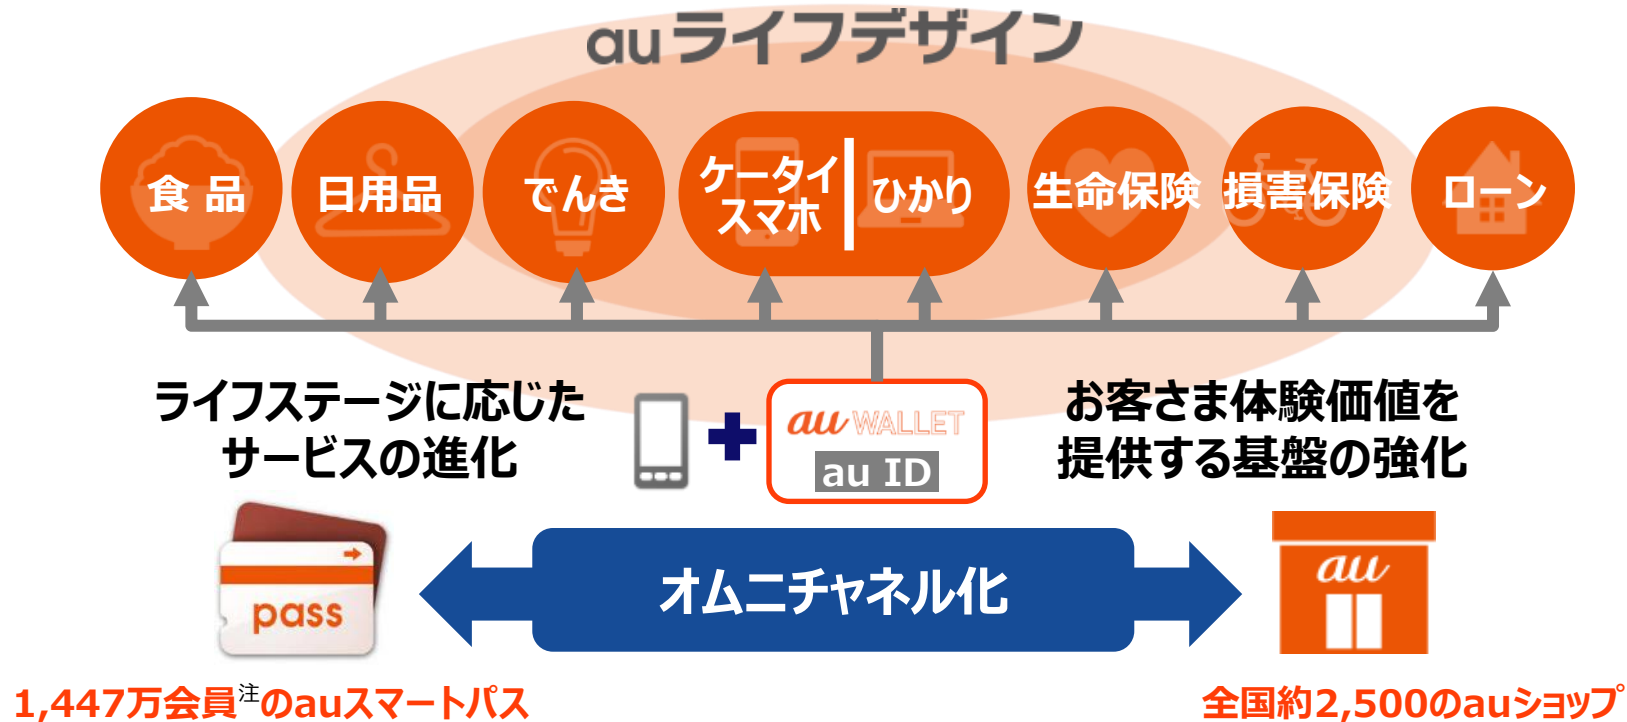 auライフデザイン
食品
日用品
でんき
ケータイ
スマホ
ひかり
生命保険
損害保険
ローン
ライフステージに応じた
サービスの進化
au WALLET
au ID
お客さま体験価値を
提供する基盤の強化
pass
オムニチャネル化
au
1,447万会員注のauスマートパス
全国約2,500のauショップ